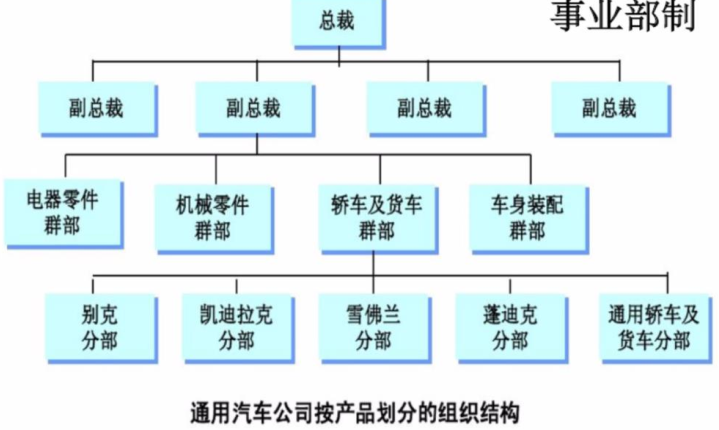 事业部制
总裁
副总裁
副总裁
副总裁
副总裁
电器零件
群部
机械零件
群部
轿车及货车
群部
车身装配
群部
别克
分部
凯迪拉克
分部
雪佛兰
分部
蓬迪克
分部
通用轿车及
货车分部
通用汽车公司按产品划分的组织结构